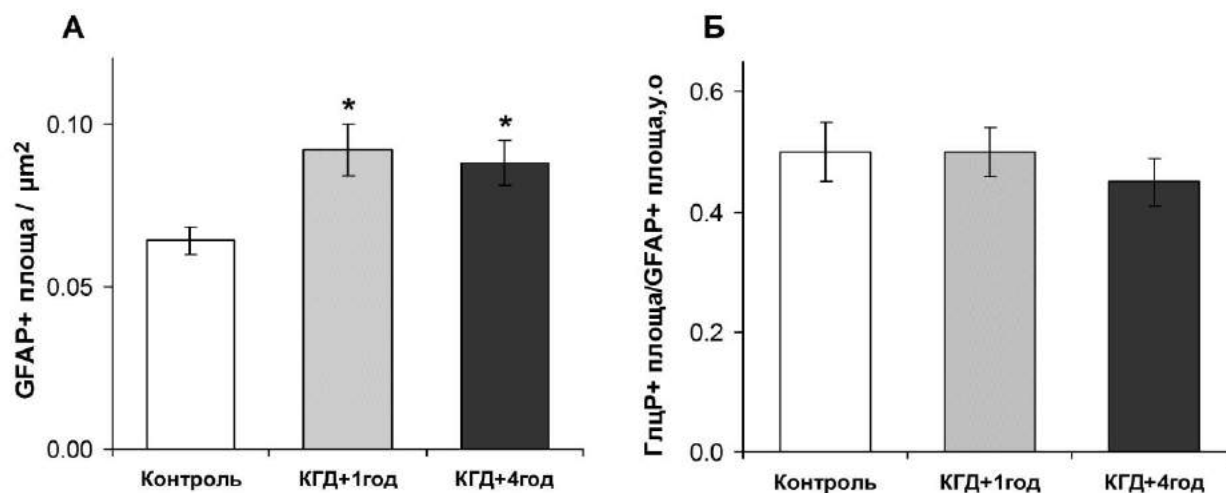 А
GFAP+ площа / µm²
0.10
0.05
0.00
*
*
Контроль
КГД+1год
КГД+4год
Б
ГлцР+ площа/GFAP+ площа,у.о
0.6
0.4
0.2
0.0
Контроль
КГД+1год
КГД+4год